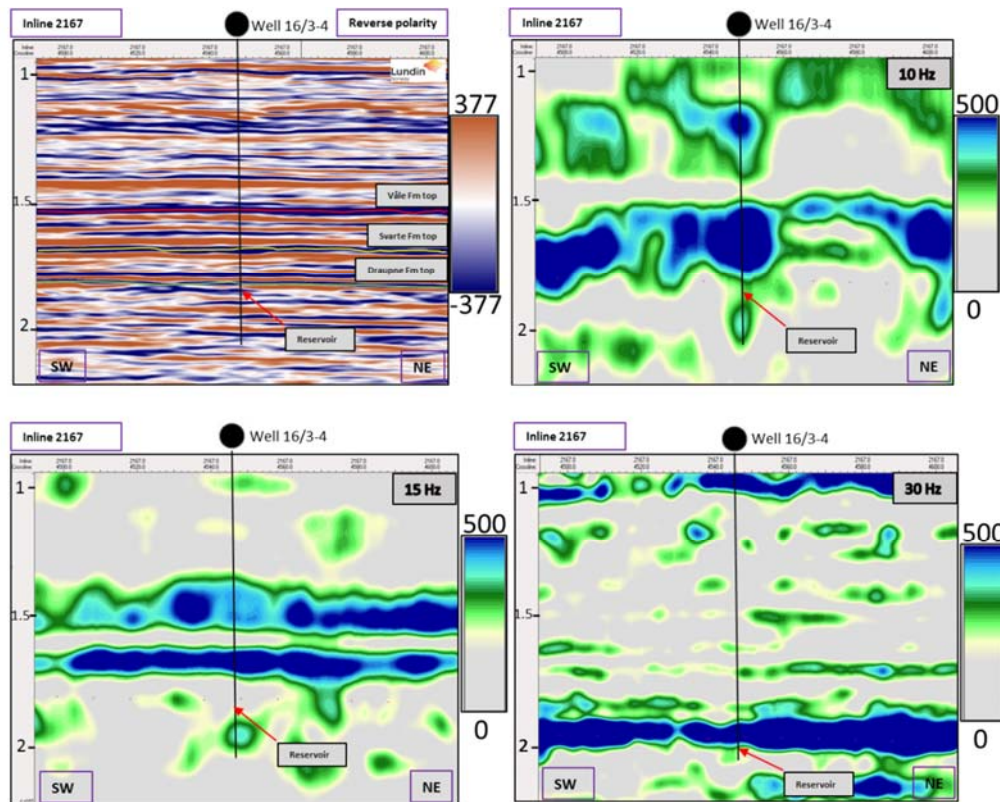 Inline 2167
Well 16/3-4
Reverse polarity
Lundin
377
-377
1
1.5
2
Våle Fm top
Svarte Fm top
Draupne Fm top
Reservoir
SW
NE
Inline 2167
Well 16/3-4
10 Hz
500
0
1
1.5
2
Reservoir
SW
NE
Inline 2167
Well 16/3-4
15 Hz
500
0
1
1.5
2
Reservoir
SW
NE
Inline 2167
Well 16/3-4
30 Hz
500
0
1
1.5
2
Reservoir
SW
NE